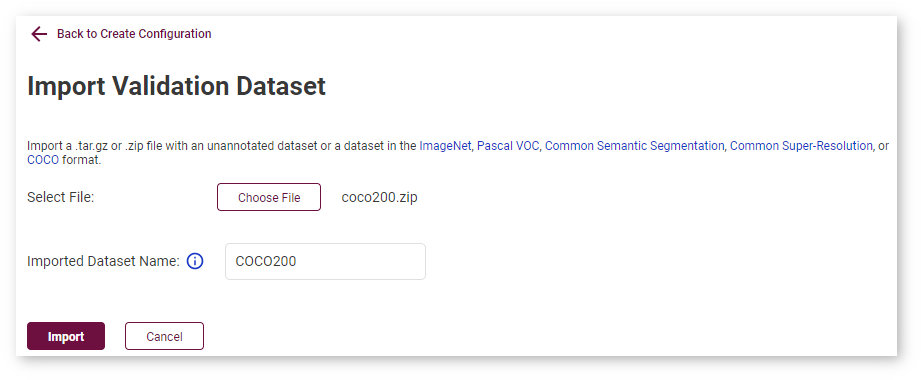 Back to Create Configuration
Import Validation Dataset
Import a .tar.gz or .zip file with an unannotated dataset or a dataset in the ImageNet, Pascal VOC, Common Semantic Segmentation, Common Super-Resolution, or
COCO format.
Select File: Choose File coco200.zip
Imported Dataset Name: COCO200
Import Cancel